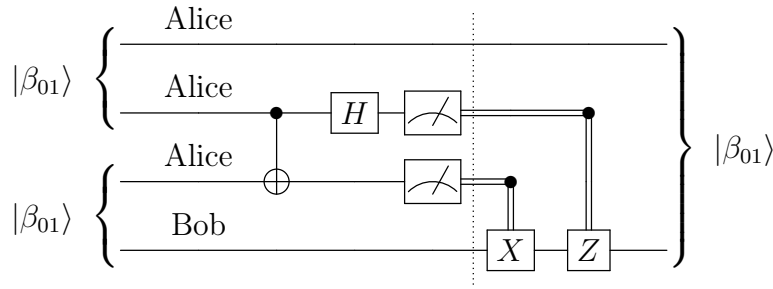 Alice
|β₀₁⟩
Alice
H
|β₀₁⟩
Alice
|β₀₁⟩
Bob
X
Z